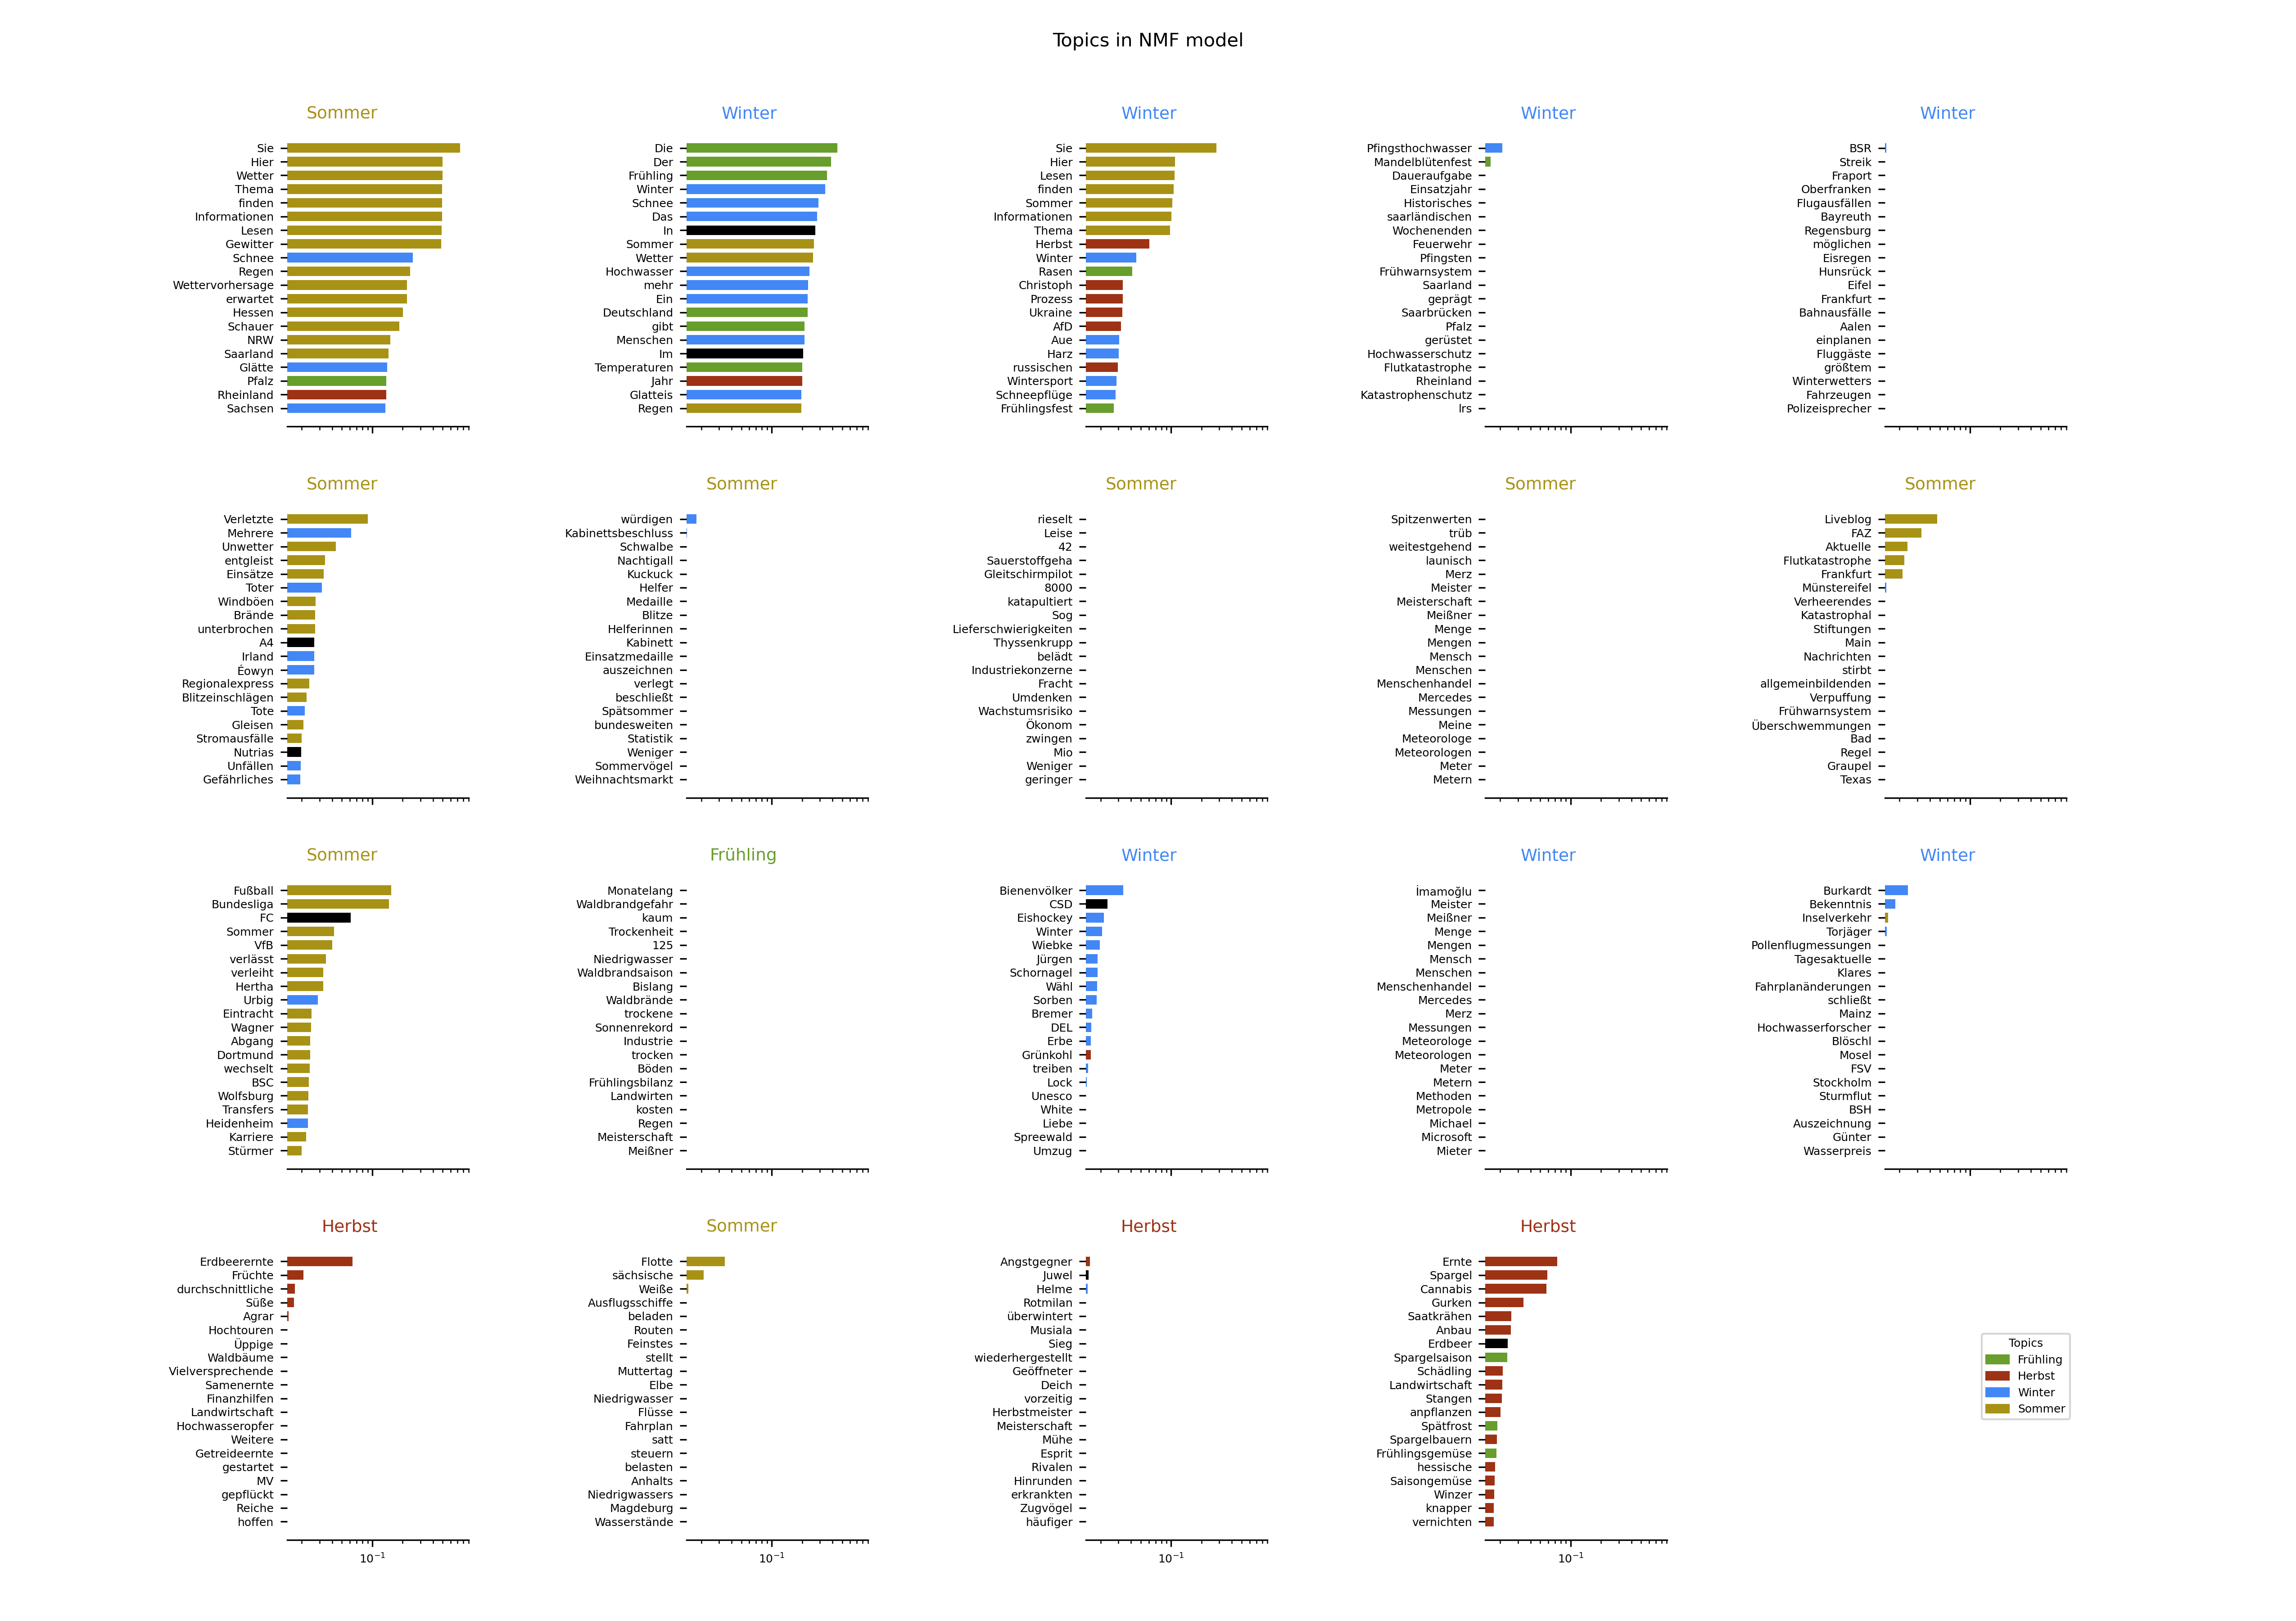 Topics in NMF model
Sommer
Sie
Hier
Wetter
Thema
finden
Informationen
Lesen
Gewitter
Schnee
Regen
Wettervorhersage
erwartet
Hessen
Schauer
NRW
Saarland
Glätte
Pfalz
Rheinland
Sachsen
Winter
Die
Der
Frühling
Winter
Schnee
Das
In
Sommer
Wetter
Hochwasser
mehr
Ein
Deutschland
gibt
Menschen
Im
Temperaturen
Jahr
Glatteis
Regen
Winter
Sie
Hier
Lesen
finden
Sommer
Informationen
Thema
Herbst
Winter
Rasen
Christoph
Prozess
Ukraine
AfD
Aue
Harz
russischen
Wintersport
Schneepflüge
Frühlingsfest
Winter
Pfingsthochwasser
Mandelblütenfest
Daueraufgabe
Einsatzjahr
Historisches
saarländischen
Wochenenden
Feuerwehr
Pfingsten
Frühwarnsystem
Saarland
geprägt
Saarbrücken
Pfalz
gerüstet
Hochwasserschutz
Flutkatastrophe
Rheinland
Katastrophenschutz
lrs
Winter
BSR
Streik
Fraport
Oberfranken
Flugausfällen
Bayreuth
Regensburg
möglichen
Eisregen
Hunsrück
Eifel
Frankfurt
Bahnausfälle
Aalen
einplanen
Fluggäste
größtem
Winterwetters
Fahrzeugen
Polizeisprecher
Sommer
Verletzte
Mehrere
Unwetter
entgleist
Einsätze
Toter
Windböen
Brände
unterbrochen
A4
Irland
Éowyn
Regionalexpress
Blitzeinschlägen
Tote
Gleisen
Stromausfälle
Nutrias
Unfällen
Gefährliches
Sommer
würdigen
Kabinettsbeschluss
Schwalbe
Nachtigall
Kuckuck
Helfer
Medaille
Blitze
Helferinnen
Kabinett
Einsatzmedaille
auszeichnen
verlegt
beschließt
Spätsommer
bundesweiten
Statistik
Weniger
Sommervögel
Weihnachtsmarkt
Sommer
rieselt
Leise
42
Sauerstoffgeha
Gleitschirmpilot
8000
katapultiert
Sog
Lieferschwierigkeiten
Thyssenkrupp
belädt
Industriekonzerne
Fracht
Umdenken
Wachstumsrisiko
Ökonom
zwingen
Mio
Weniger
geringer
Sommer
Spitzenwerten
trüb
weitestgehend
launisch
Merz
Meister
Meisterschaft
Meißner
Menge
Mengen
Mensch
Menschen
Menschenhandel
Mercedes
Messungen
Meine
Meteorologe
Meteorologen
Meter
Metern
Sommer
Liveblog
FAZ
Aktuelle
Flutkatastrophe
Frankfurt
Münstereifel
Verheerendes
Katastrophal
Stiftungen
Main
Nachrichten
stirbt
allgemeinbildenden
Verpuffung
Frühwarnsystem
Überschwemmungen
Bad
Regel
Graupel
Texas
Sommer
Fußball
Bundesliga
FC
Sommer
VfB
verlässt
verleiht
Hertha
Urbig
Eintracht
Wagner
Abgang
Dortmund
wechselt
BSC
Wolfsburg
Transfers
Heidenheim
Karriere
Stürmer
Frühling
Monatelang
Waldbrandgefahr
kaum
Trockenheit
125
Niedrigwasser
Waldbrandsaison
Bislang
Waldbrände
trockene
Sonnenrekord
Industrie
trocken
Böden
Frühlingsbilanz
Landwirten
kosten
Regen
Meisterschaft
Meißner
Winter
Bienenvölker
CSD
Eishockey
Winter
Wiebke
Jürgen
Schornagel
Wähl
Sorben
Bremer
DEL
Erbe
Grünkohl
treiben
Lock
Unesco
White
Liebe
Spreewald
Umzug
Winter
İmamoğlu
Meister
Meißner
Menge
Mengen
Mensch
Menschen
Menschenhandel
Mercedes
Merz
Messungen
Meteorologe
Meteorologen
Meter
Metern
Methoden
Metropole
Michael
Microsoft
Mieter
Winter
Burkardt
Bekenntnis
Inselverkehr
Torjäger
Pollenflugmessungen
Tagesaktuelle
Klares
Fahrplanänderungen
schließt
Mainz
Hochwasserforscher
Blöschl
Mosel
FSV
Stockholm
Sturmflut
BSH
Auszeichnung
Günter
Wasserpreis
Herbst
Erdbeerernte
Früchte
durchschnittliche
Süße
Agrar
Hochtouren
Üppige
Waldbäume
Vielversprechende
Samenernte
Finanzhilfen
Landwirtschaft
Hochwasseropfer
Weitere
Getreideernte
gestartet
MV
gepflückt
Reiche
hoffen
10⁻¹
Sommer
Flotte
sächsische
Weiße
Ausflugsschiffe
beladen
Routen
Feinstes
stellt
Muttertag
Elbe
Niedrigwasser
Flüsse
Fahrplan
satt
steuern
belasten
Anhalts
Niedrigwassers
Magdeburg
Wasserstände
10⁻¹
Herbst
Angstgegner
Juwel
Helme
Rotmilan
überwintert
Musiala
Sieg
wiederhergestellt
Geöffneter
Deich
vorzeitig
Herbstmeister
Meisterschaft
Mühe
Esprit
Rivalen
Hinrunden
erkrankten
Zugvögel
häufiger
10⁻¹
Herbst
Ernte
Spargel
Cannabis
Gurken
Saatkrähen
Anbau
Erdbeer
Spargelsaison
Schädling
Landwirtschaft
Stangen
anpflanzen
Spätfrost
Spargelbauern
Frühlingsgemüse
hessische
Saisongemüse
Winzer
knapper
vernichten
10⁻¹
Topics
Frühling
Herbst
Winter
Sommer